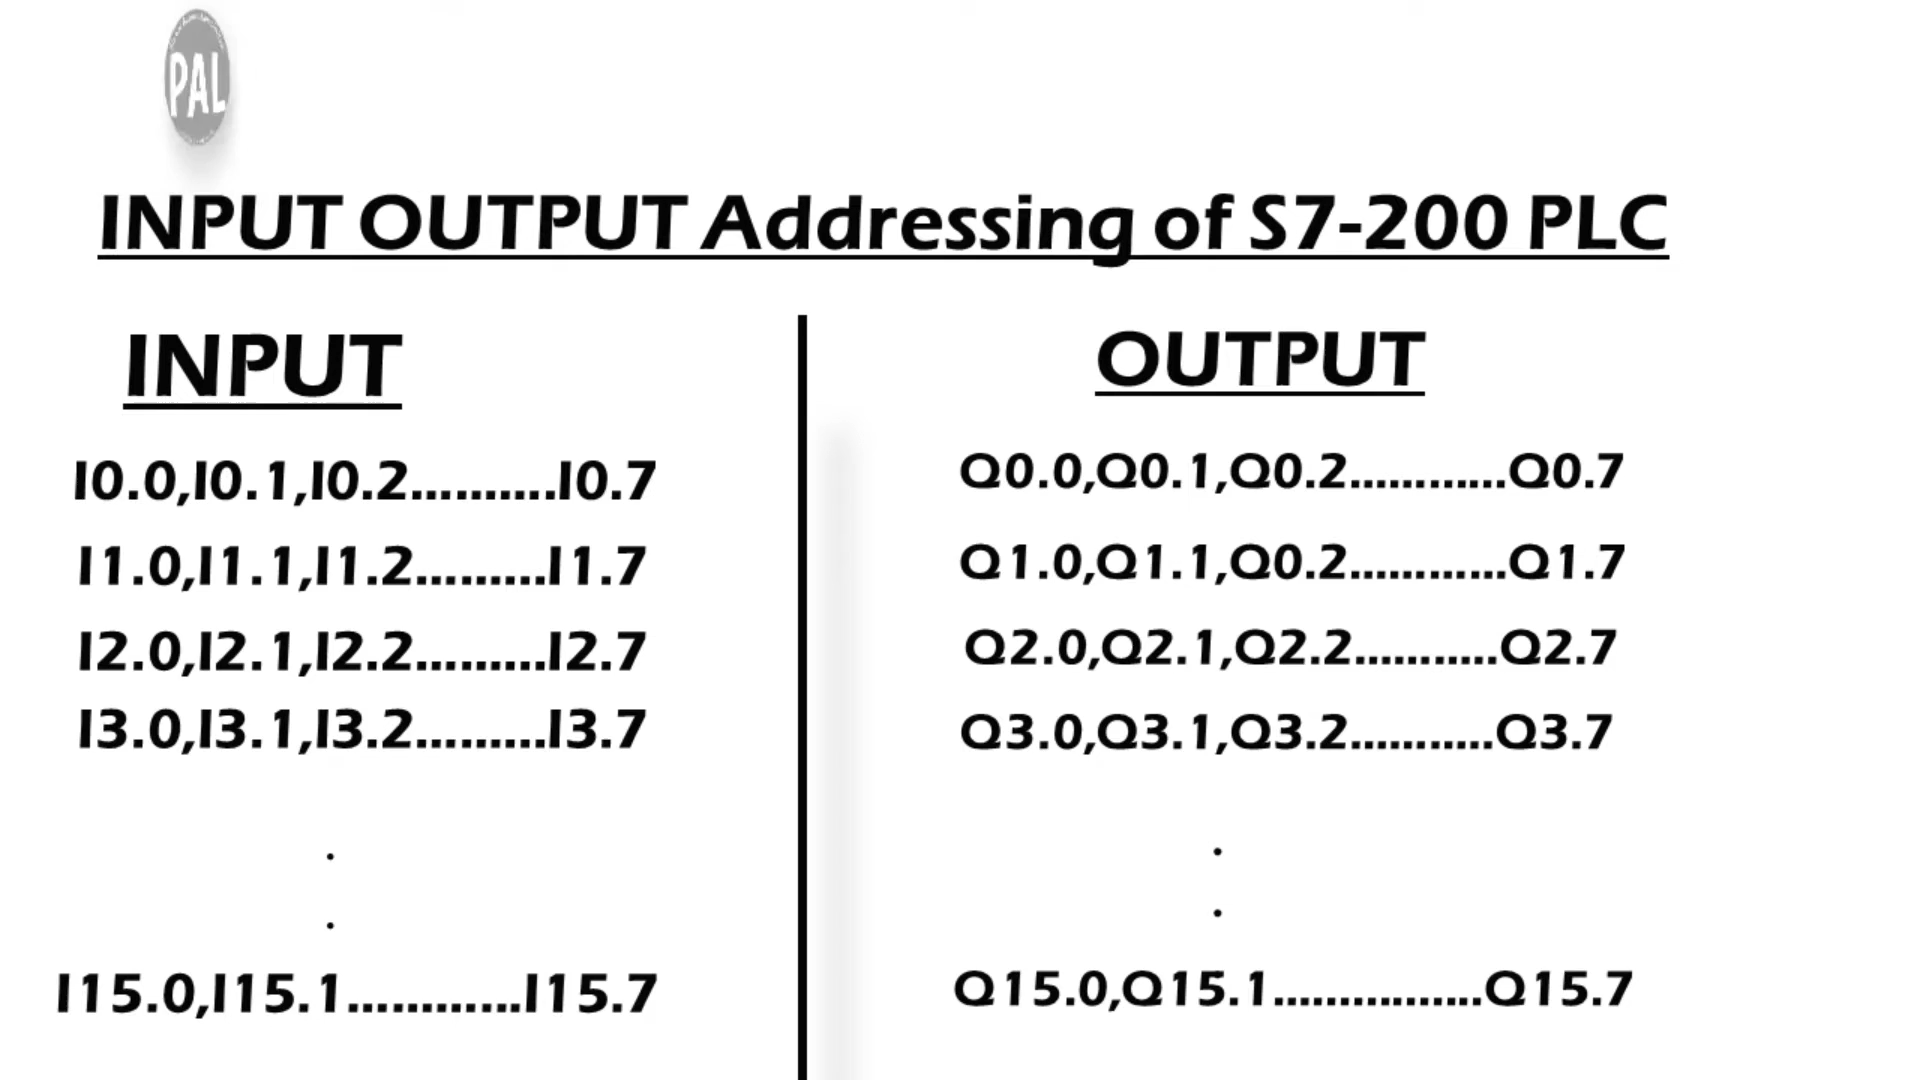 PAL
INPUT OUTPUT Addressing of S7-200 PLC
INPUT
I0.0,I0.1,I0.2..........I0.7
I1.0,I1.1,I1.2.........I1.7
I2.0,I2.1,I2.2.........I2.7
I3.0,I3.1,I3.2.........I3.7
.
.
I15.0,I15.1............I15.7
OUTPUT
Q0.0,Q0.1,Q0.2............Q0.7
Q1.0,Q1.1,Q0.2............Q1.7
Q2.0,Q2.1,Q2.2...........Q2.7
Q3.0,Q3.1,Q3.2...........Q3.7
.
.
Q15.0,Q15.1................Q15.7